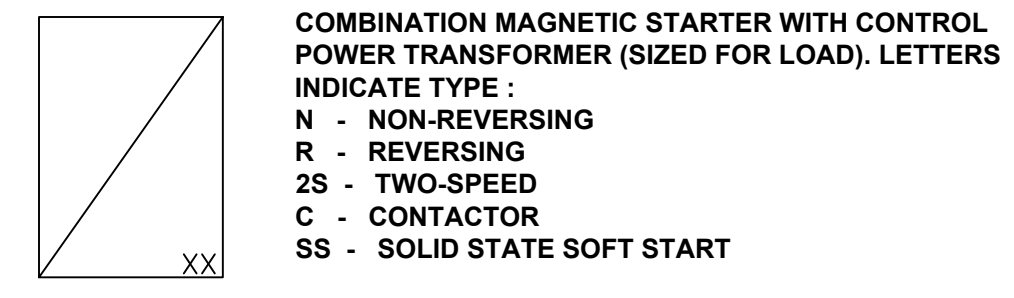 COMBINATION MAGNETIC STARTER WITH CONTROL
POWER TRANSFORMER (SIZED FOR LOAD). LETTERS
INDICATE TYPE :
N - NON-REVERSING
R - REVERSING
2S - TWO-SPEED
C - CONTACTOR
SS - SOLID STATE SOFT START
XX